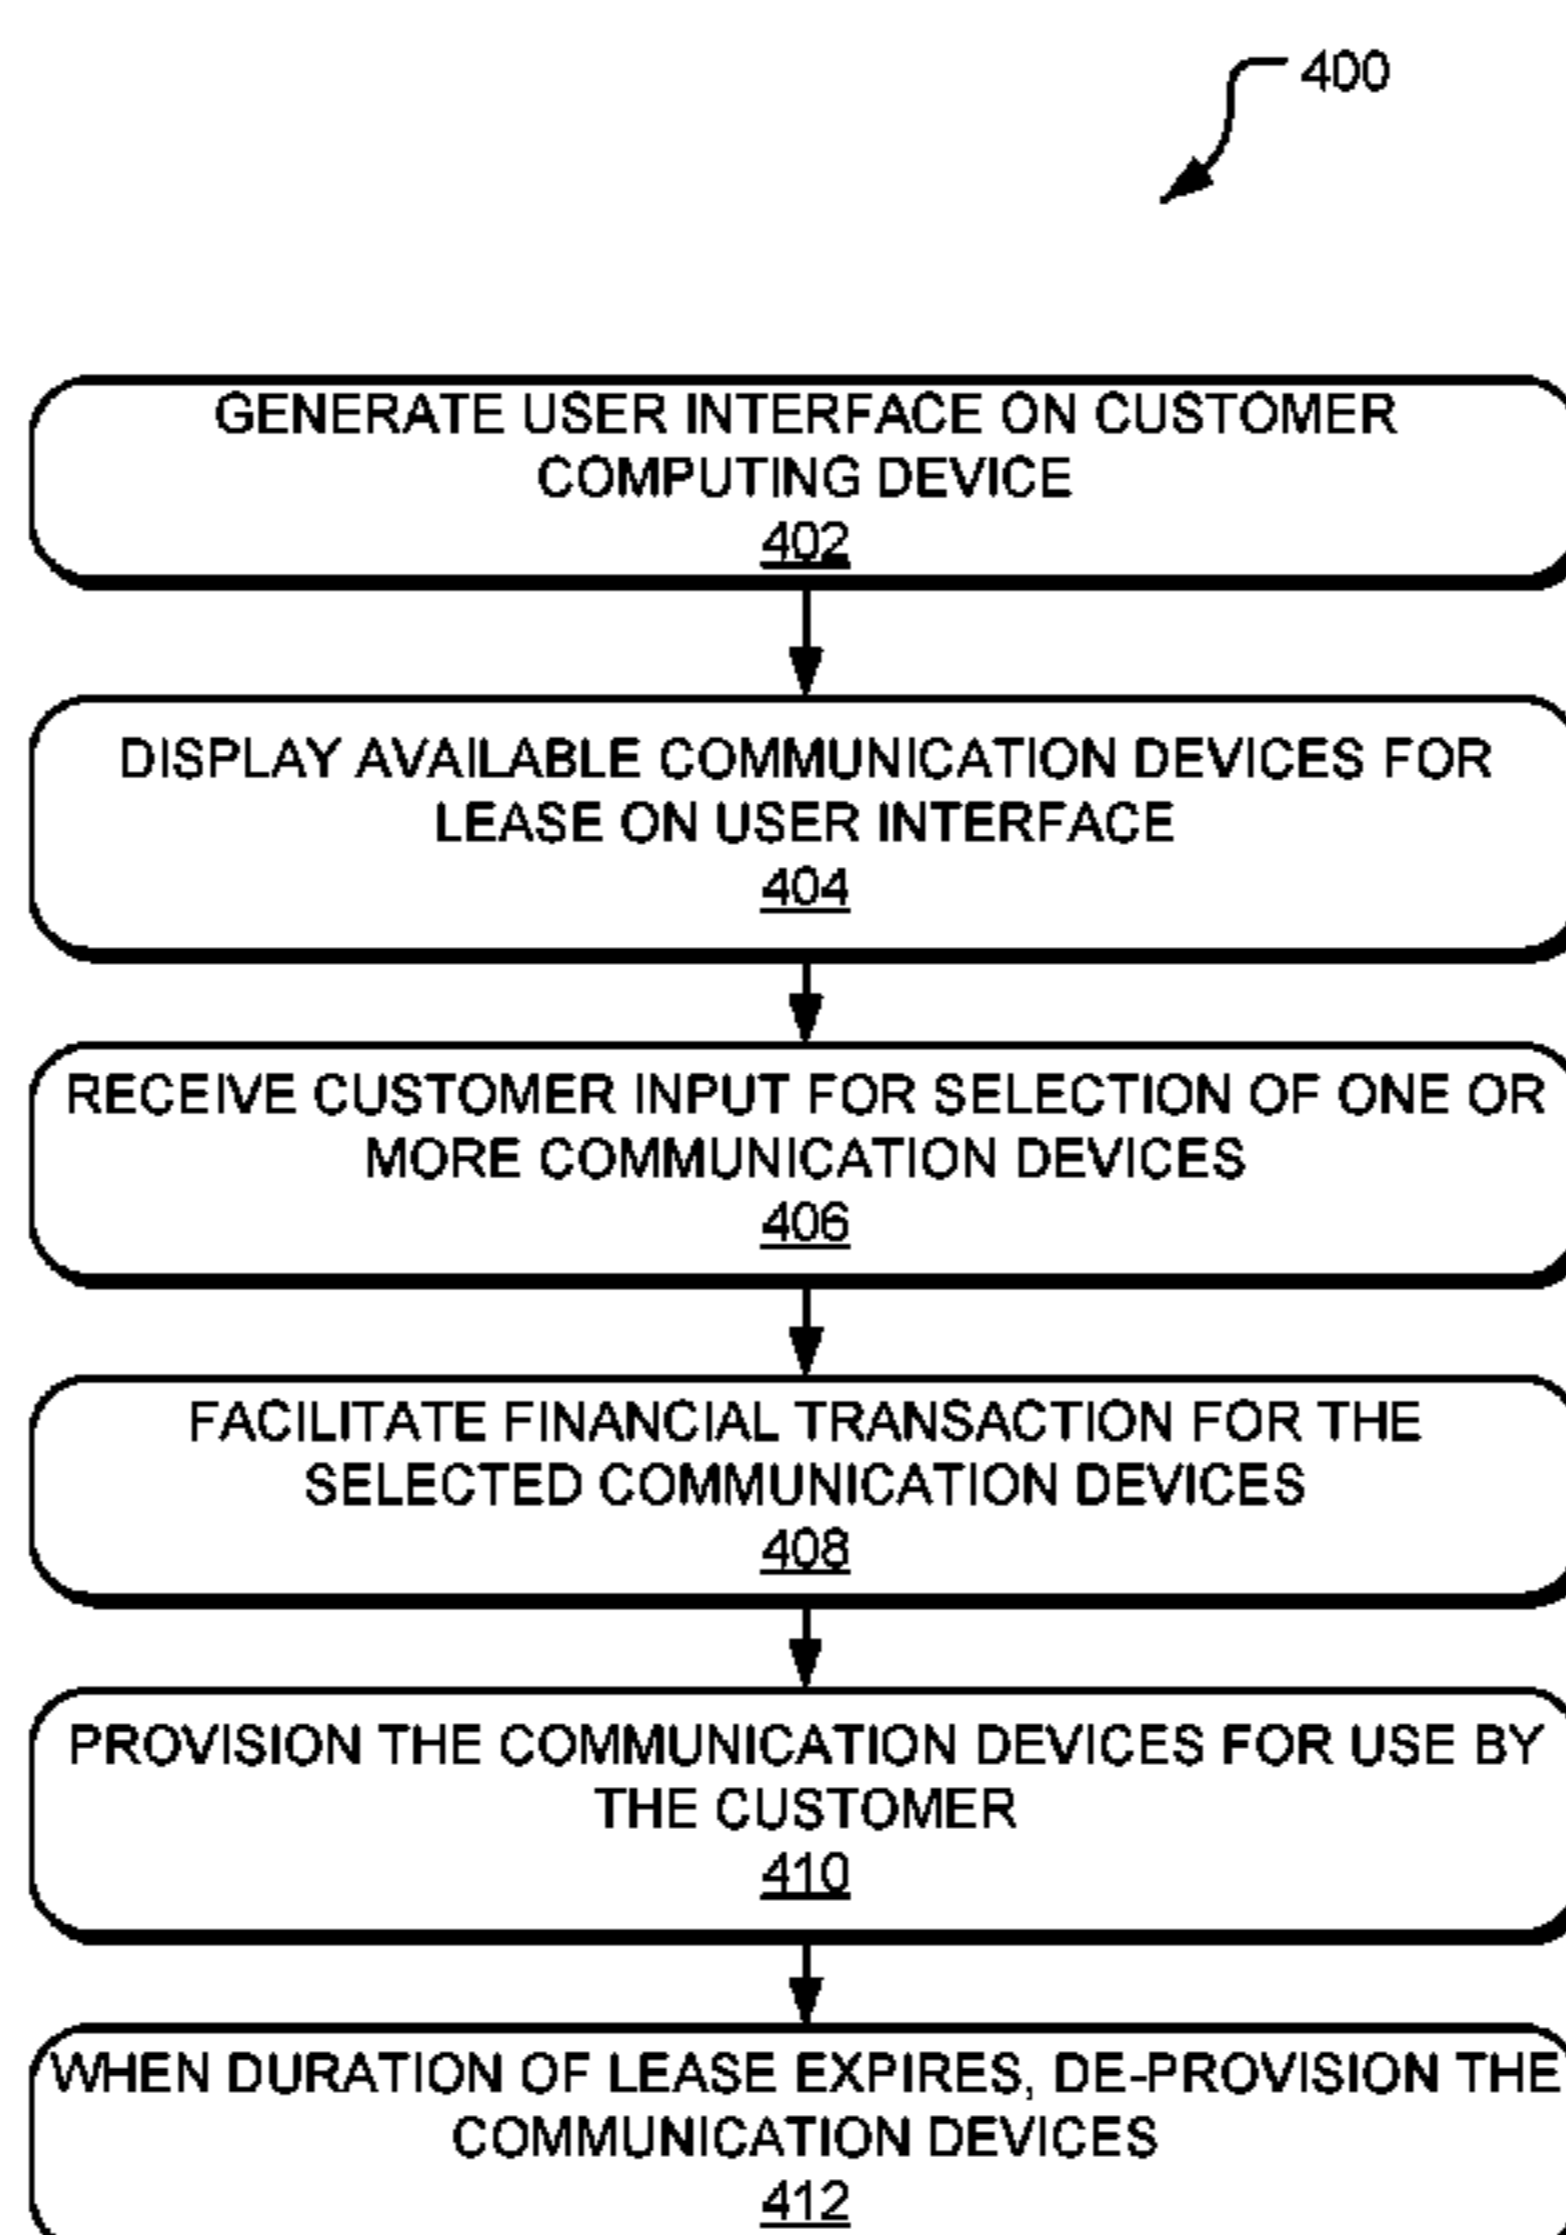 400
GENERATE USER INTERFACE ON CUSTOMER
COMPUTING DEVICE
402
DISPLAY AVAILABLE COMMUNICATION DEVICES FOR
LEASE ON USER INTERFACE
404
RECEIVE CUSTOMER INPUT FOR SELECTION OF ONE OR
MORE COMMUNICATION DEVICES
406
FACILITATE FINANCIAL TRANSACTION FOR THE
SELECTED COMMUNICATION DEVICES
408
PROVISION THE COMMUNICATION DEVICES FOR USE BY
THE CUSTOMER
410
WHEN DURATION OF LEASE EXPIRES, DE-PROVISION THE
COMMUNICATION DEVICES
412